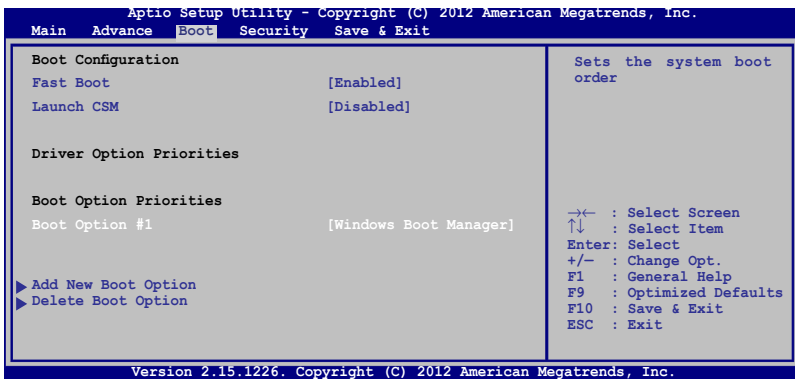 Aptio Setup Utility - Copyright (C) 2012 American Megatrends, Inc.
Main Advance Boot Security Save & Exit
Boot Configuration
Fast Boot [Enabled]
Launch CSM [Disabled]
Driver Option Priorities
Boot Option Priorities
Boot Option #1 [Windows Boot Manager]
Add New Boot Option
Delete Boot Option
Sets the system boot
order
→← : Select Screen
↑↓ : Select Item
Enter: Select
+/— : Change Opt.
F1 : General Help
F9 : Optimized Defaults
F10 : Save & Exit
ESC : Exit
Version 2.15.1226. Copyright (C) 2012 American Megatrends, Inc.